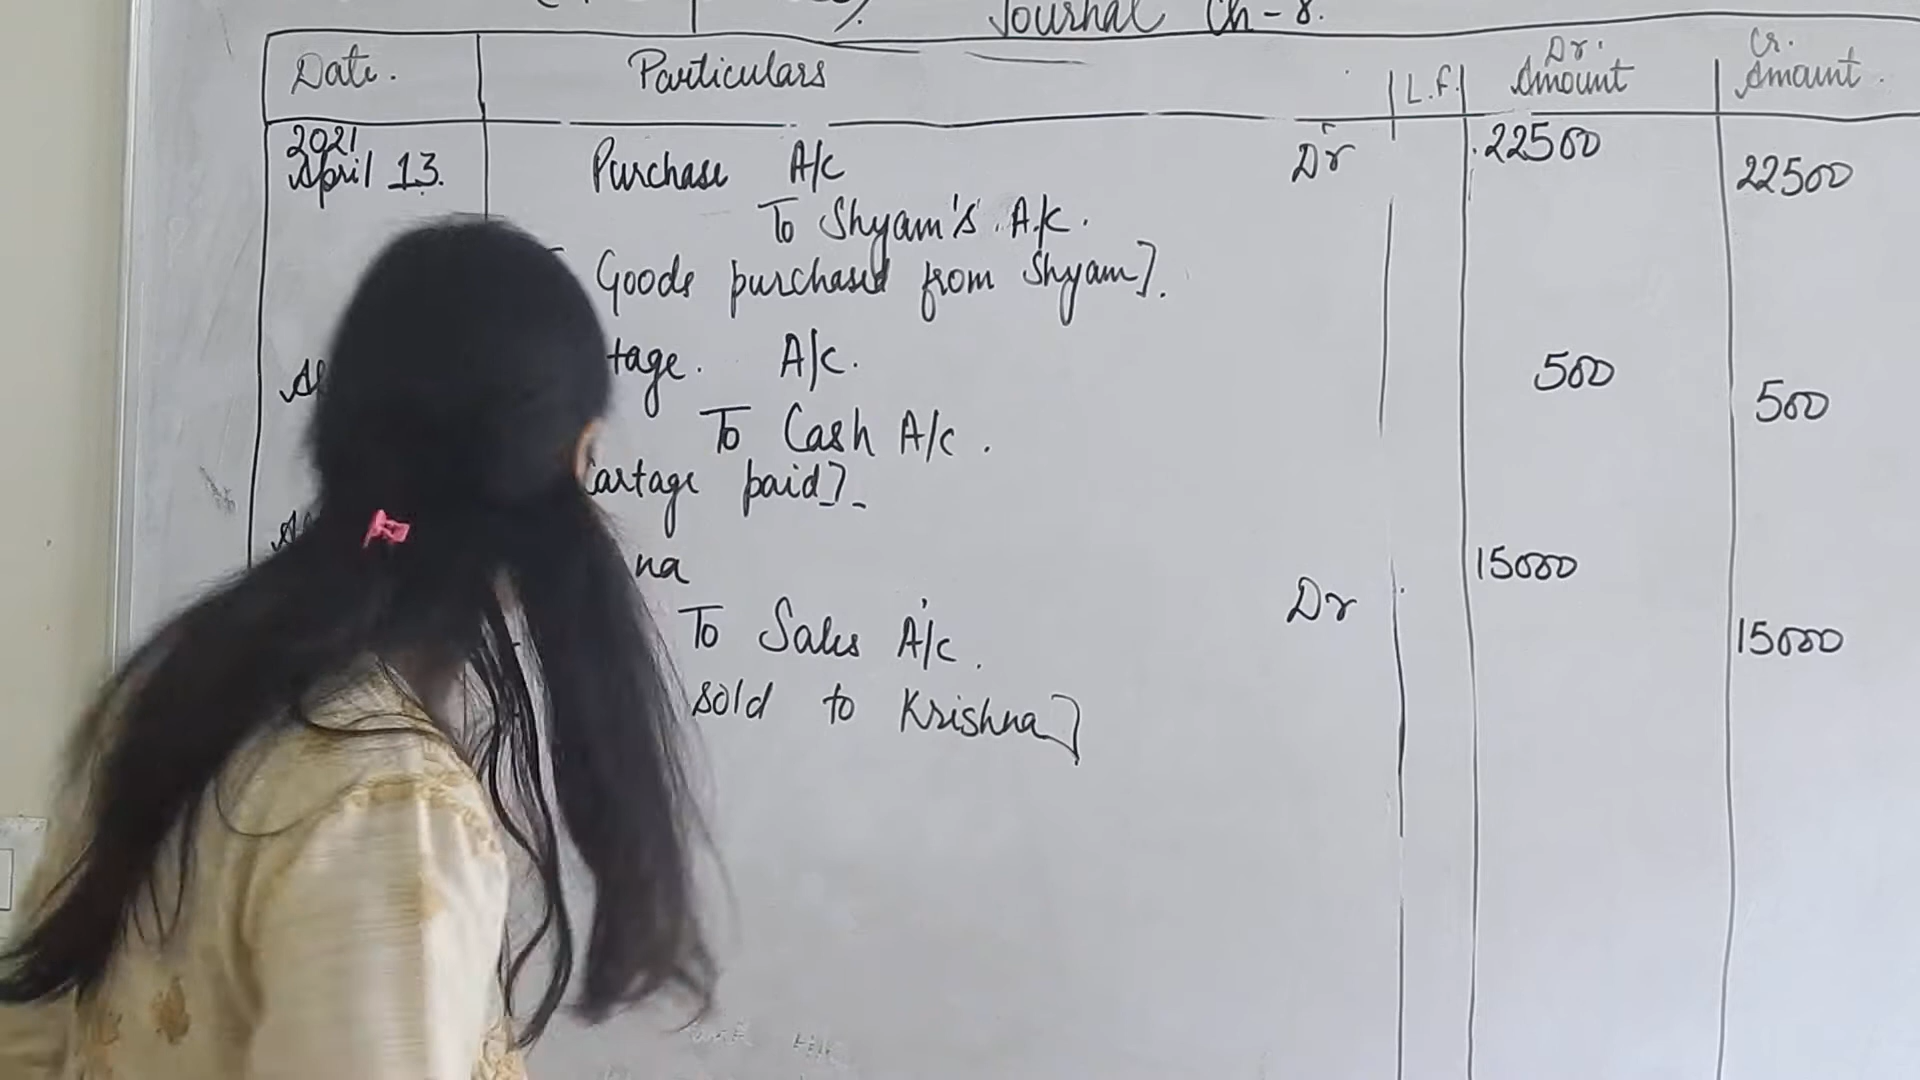 Journal Ch-8.
Date. Particulars L.F. Dr. Amount Cr. Amount.
2021
April 13. Purchase A/c Dr 22500
To Shyam's A/c. 22500
Goods purchased from Shyam].
tage. A/c. 500
To Cash A/c. 500
Cartage paid]
na Dr 15000
To Sales A/c. 15000
sold to Krishna]